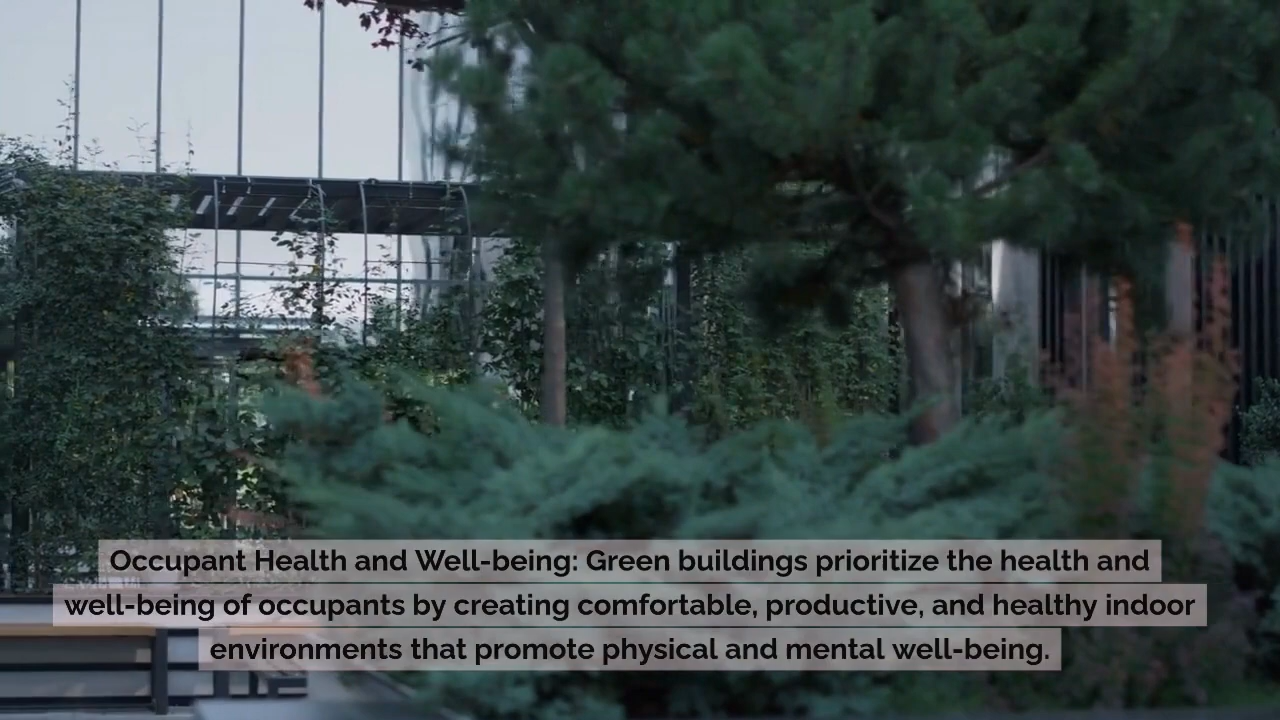 Occupant Health and Well-being: Green buildings prioritize the health and
well-being of occupants by creating comfortable, productive, and healthy indoor
environments that promote physical and mental well-being.